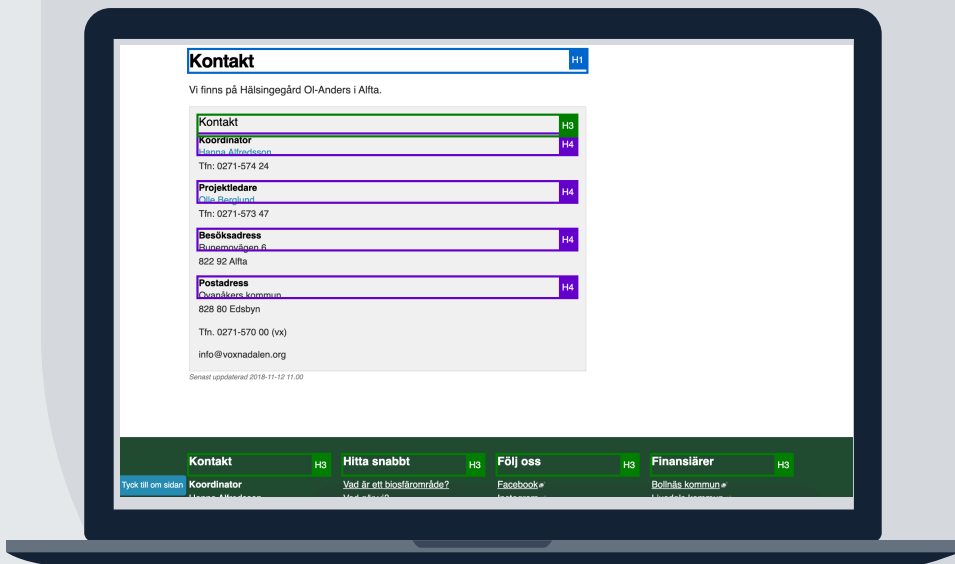 Kontakt H1
Vi finns på Hälsingegård Ol-Anders i Alfta.
Kontakt H3
Koordinator H4
Hanna Alfredsson
Tfn: 0271-574 24
Projektledare H4
Olle Berglund
Tfn: 0271-573 47
Besöksadress H4
Runemovägen 6
822 92 Alfta
Postadress H4
Ovanåkers kommun
828 80 Edsbyn
Tfn. 0271-570 00 (vx)
info@voxnadalen.org
Senast uppdaterad 2018-11-12 11.00
Kontakt H3 Hitta snabbt H3 Följ oss H3 Finansiärer H3
Tyck till om sidan Koordinator Vad är ett biosfärområde? Facebook Bollnäs kommun
Hanna Alfredsson